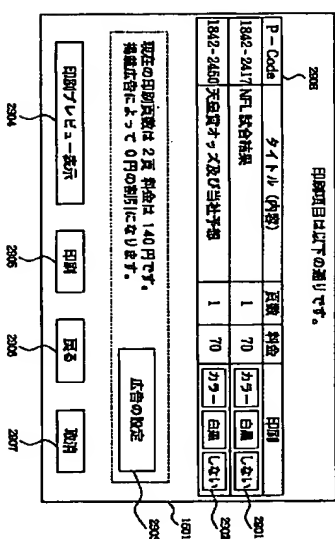 印刷項目は以下の通りです。
P-Code タイトル (内容) 頁数 料金 印刷
1842-2417 NFL 試合結果 1 70 カラー 白黒 しない
1842-2450 天皇賞オッズ及び当社予想 1 70 カラー 白黒 しない
現在の印刷頁数は 2頁 料金は 140円です。
掲載広告によって 0円の割引になります。
広告の設定
印刷プレビュー表示 印刷 戻る 取消
2301
2302
2304 2305 2306 2307
1501